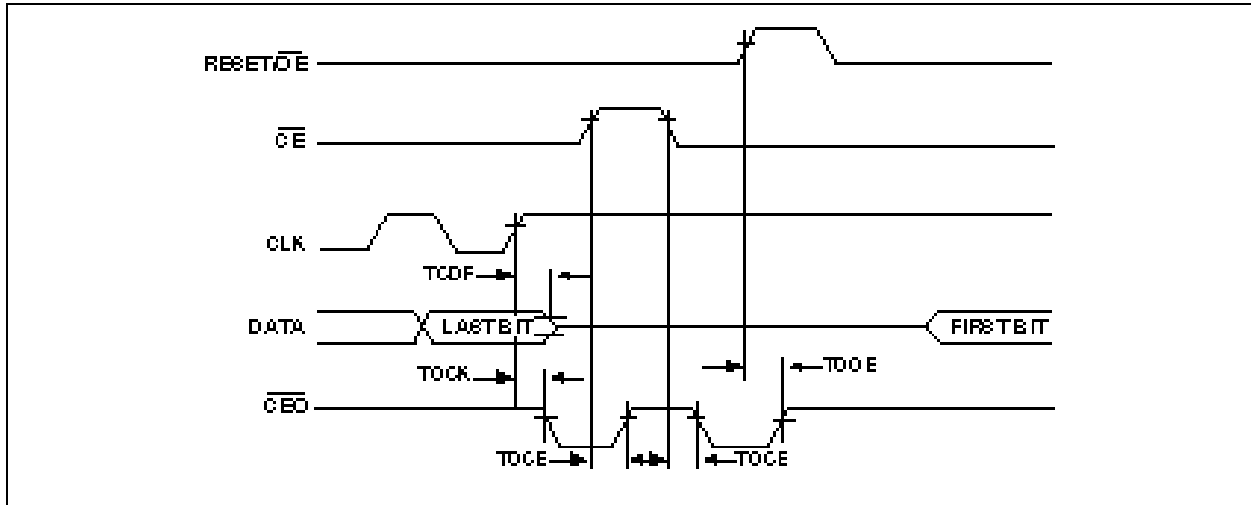 RESET/OE
CE
CLK
TCDF
DATA
LAST BIT
FIRST BIT
TOCK
TOOE
CEO
TOCE
TOCE